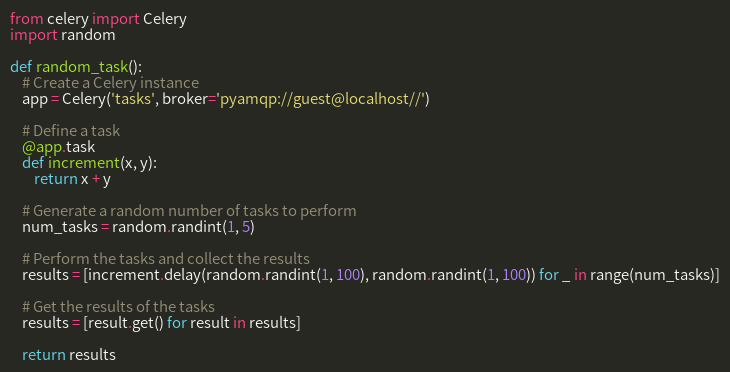 from celery import Celery
import random

def random_task():
    # Create a Celery instance
    app = Celery('tasks', broker='pyamqp://guest@localhost//')

    # Define a task
    @app.task
    def increment(x, y):
        return x + y

    # Generate a random number of tasks to perform
    num_tasks = random.randint(1, 5)

    # Perform the tasks and collect the results
    results = [increment.delay(random.randint(1, 100), random.randint(1, 100)) for _ in range(num_tasks)]

    # Get the results of the tasks
    results = [result.get() for result in results]

    return results